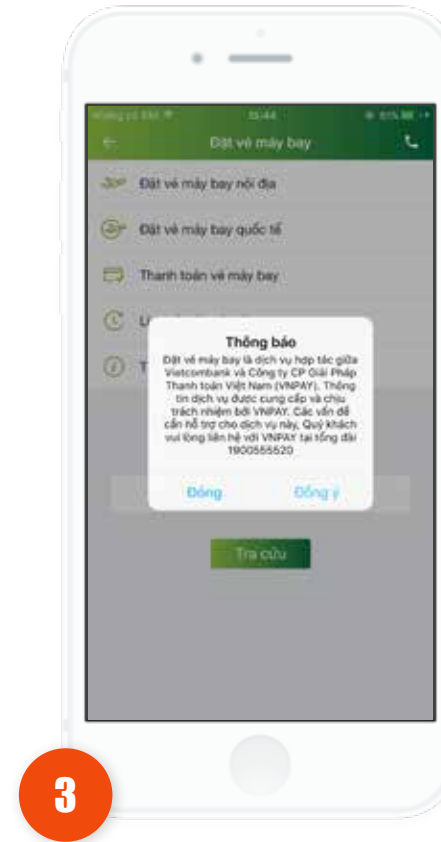 15:44
Đặt vé máy bay
Đặt vé máy bay nội địa
Đặt vé máy bay quốc tế
Thanh toán vé máy bay
Thông báo
Đặt vé máy bay là dịch vụ hợp tác giữa
Vietcombank và Công ty CP Giải Pháp
Thanh toán Việt Nam (VNPAY). Thông
tin dịch vụ được cung cấp và chịu
trách nhiệm bởi VNPAY. Các vấn đề
cần hỗ trợ cho dịch vụ này, Quý khách
vui lòng liên hệ với VNPAY tại tổng đài
1900555520
Đóng
Đồng ý
Tra cứu
3